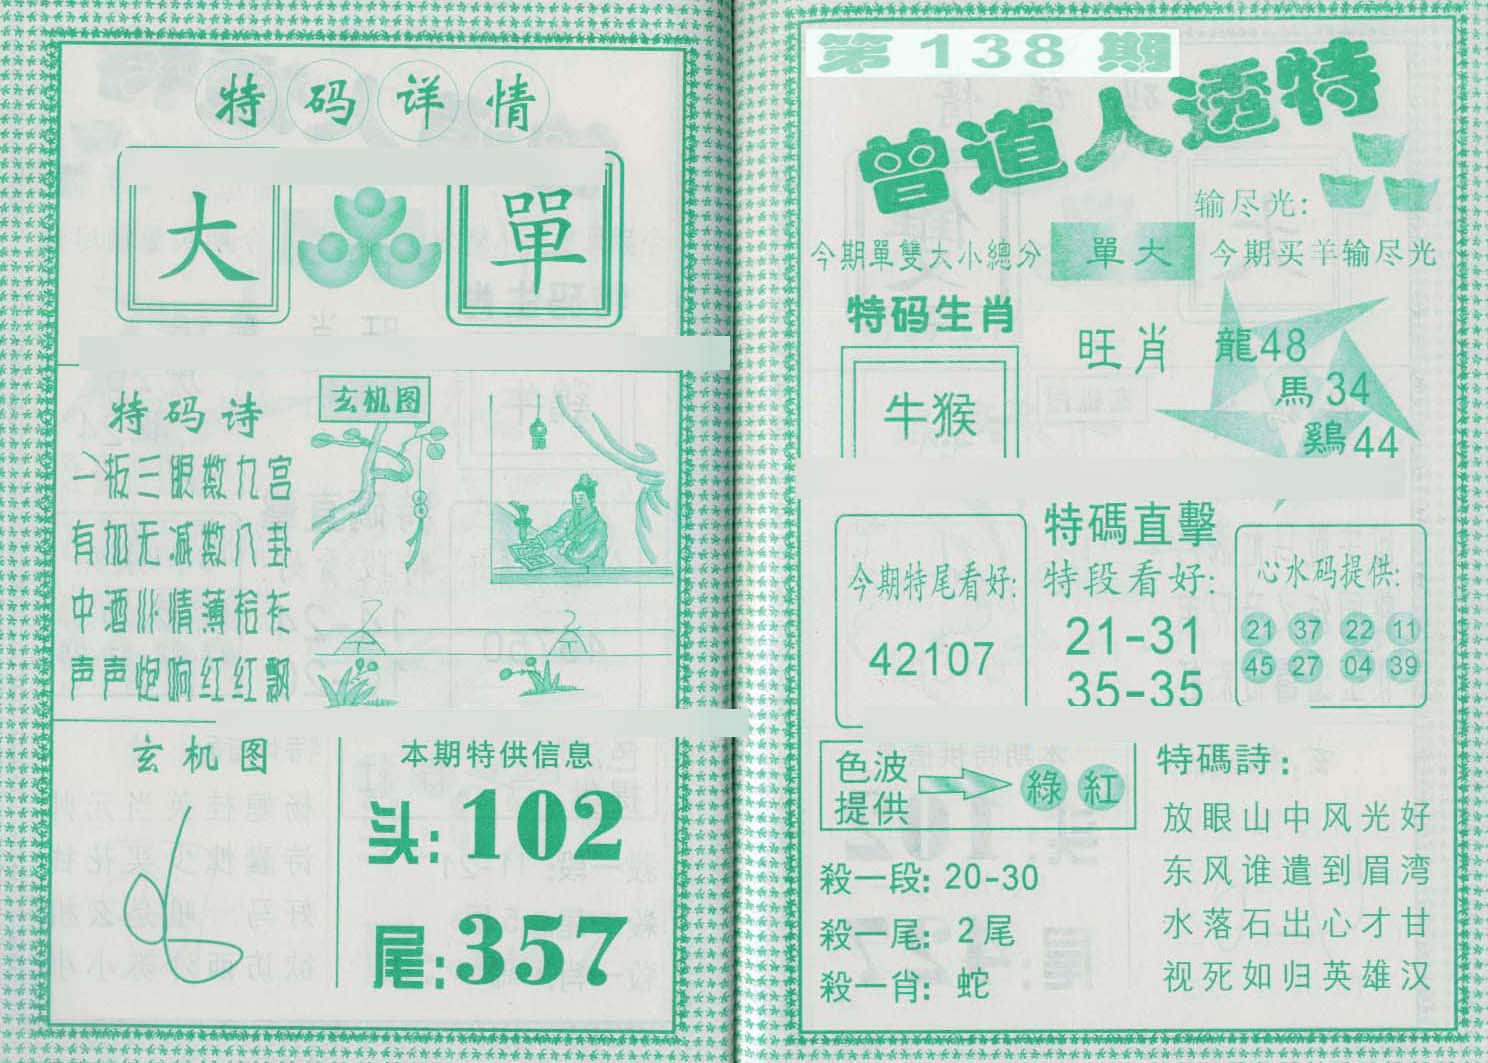 特码详情
大 單
特码诗
一板三眼数九宫
有加无减数八卦
中酒
情薄
声声炮响红红飘
玄机图
玄机图
本期特供信息
头:102
尾:357
第138期
曾道人透特
输尽光:
今期單雙大小總分 單大 今期买羊输尽光
特码生肖
牛猴
旺肖
龍48
馬34
鷄44
今期特尾看好:
42107
特碼直擊
特段看好:
21-31
35-35
心水码提供:
21 37 22 11
45 27 04 39
色波
提供
綠 紅
殺一段: 20-30
殺一尾: 2尾
殺一肖: 蛇
特碼詩:
放眼山中风光好
东风谁遣到眉湾
水落石出心才甘
视死如归英雄汉